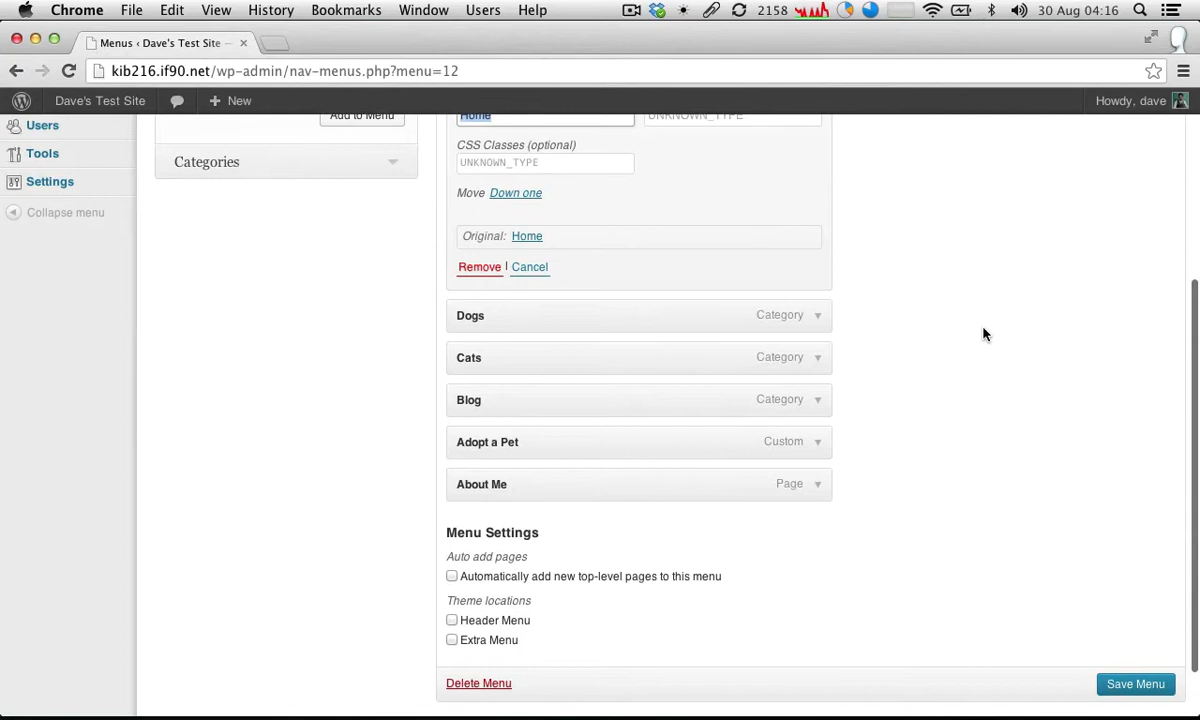 Chrome File Edit View History Bookmarks Window Users Help 2158 30 Aug 04:16
Menus ‹ Dave's Test Site —
kib216.if90.net/wp-admin/nav-menus.php?menu=12
Dave's Test Site New Howdy, dave
Users
Tools
Settings
Collapse menu
Add to Menu
Categories
Home UNKNOWN_TYPE
CSS Classes (optional)
UNKNOWN_TYPE
Move Down one
Original: Home
Remove | Cancel
Dogs Category
Cats Category
Blog Category
Adopt a Pet Custom
About Me Page
Menu Settings
Auto add pages
Automatically add new top-level pages to this menu
Theme locations
Header Menu
Extra Menu
Delete Menu Save Menu